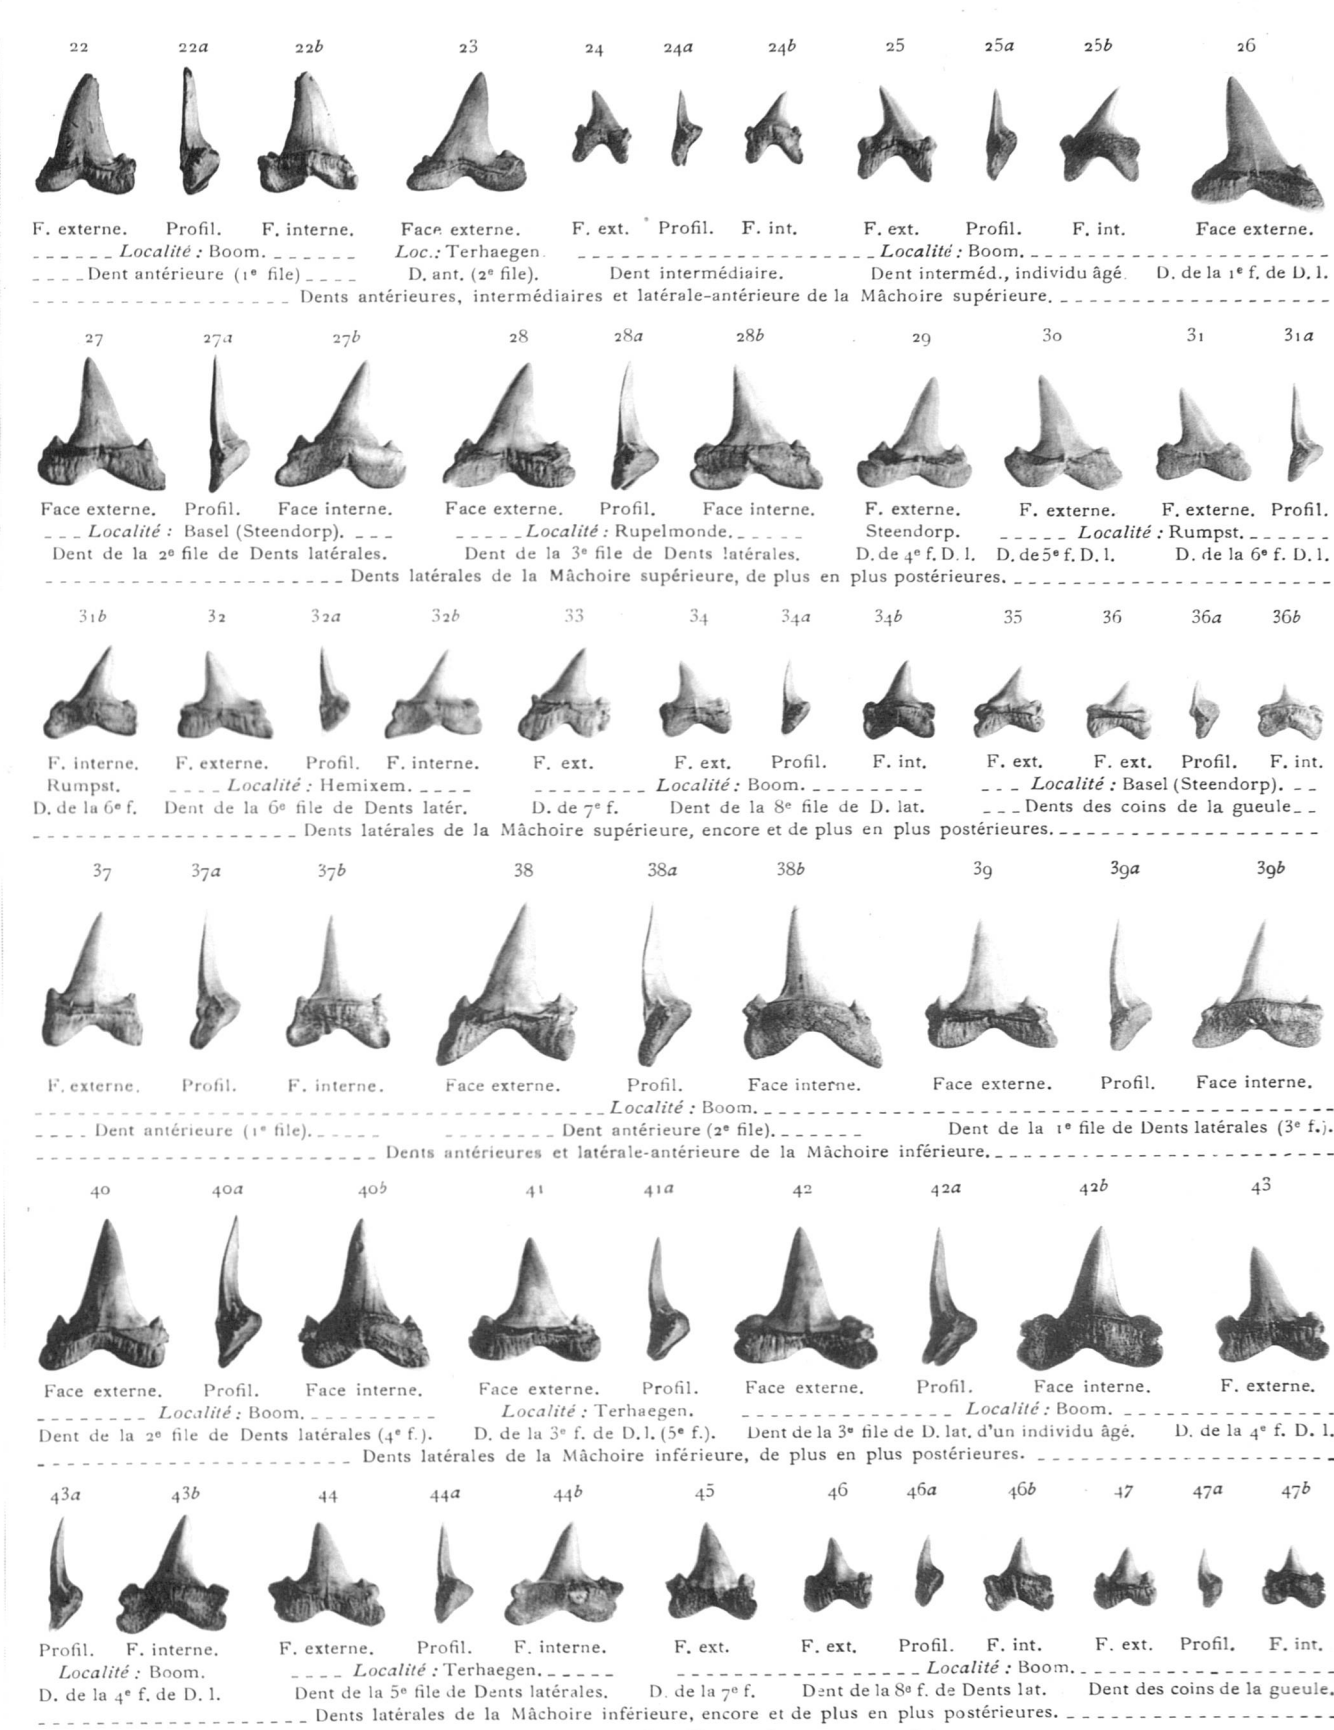 22 22a 22b 23 24 24a 24b 25 25a 25b 26
F. externe. Profil. F. interne. Face externe. F. ext. Profil. F. int. F. ext. Profil. F. int. Face externe.
Localité : Boom. Loc.: Terhaegen. Localité : Boom.
Dent antérieure (1e file) D. ant. (2e file). Dent intermédiaire. Dent interméd., individu âgé. D. de la 1e f. de D. l.
Dents antérieures, intermédiaires et latérale-antérieure de la Mâchoire supérieure.
27 27a 27b 28 28a 28b 29 30 31 31a
Face externe. Profil. Face interne. Face externe. Profil. Face interne. F. externe. F. externe. F. externe. Profil.
Localité : Basel (Steendorp). Localité : Rupelmonde. Steendorp. Localité : Rumpst.
Dent de la 2e file de Dents latérales. Dent de la 3e file de Dents latérales. D. de 4e f. D. l. D. de 5e f. D. l. D. de la 6e f. D. l.
Dents latérales de la Mâchoire supérieure, de plus en plus postérieures.
31b 32 32a 32b 33 34 34a 34b 35 36 36a 36b
F. interne. F. externe. Profil. F. interne. F. ext. F. ext. Profil. F. int. F. ext. F. ext. Profil. F. int.
Rumpst. Localité : Hemixem. Localité : Boom. Localité : Basel (Steendorp).
D. de la 6e f. Dent de la 6e file de Dents latér. D. de 7e f. Dent de la 8e file de D. lat. Dents des coins de la gueule
Dents latérales de la Mâchoire supérieure, encore et de plus en plus postérieures.
37 37a 37b 38 38a 38b 39 39a 39b
F. externe. Profil. F. interne. Face externe. Profil. Face interne. Face externe. Profil. Face interne.
Localité : Boom.
Dent antérieure (1e file). Dent antérieure (2e file). Dent de la 1e file de Dents latérales (3e f.).
Dents antérieures et latérale-antérieure de la Mâchoire inférieure.
40 40a 40b 41 41a 42 42a 42b 43
Face externe. Profil. Face interne. Face externe. Profil. Face externe. Profil. Face interne. F. externe.
Localité : Boom. Localité : Terhaegen. Localité : Boom.
Dent de la 2e file de Dents latérales (4e f.). D. de la 3e f. de D. l. (5e f.). Dent de la 3e file de D. lat. d'un individu âgé. D. de la 4e f. D. l.
Dents latérales de la Mâchoire inférieure, de plus en plus postérieures.
43a 43b 44 44a 44b 45 46 46a 46b 47 47a 47b
Profil. F. interne. F. externe. Profil. F. interne. F. ext. F. ext. Profil. F. int. F. ext. Profil. F. int.
Localité : Boom. Localité : Terhaegen. Localité : Boom.
D. de la 4e f. de D. l. Dent de la 5e file de Dents latérales. D. de la 7e f. Dent de la 8e f. de Dents lat. Dent des coins de la gueule.
Dents latérales de la Mâchoire inférieure, encore et de plus en plus postérieures.